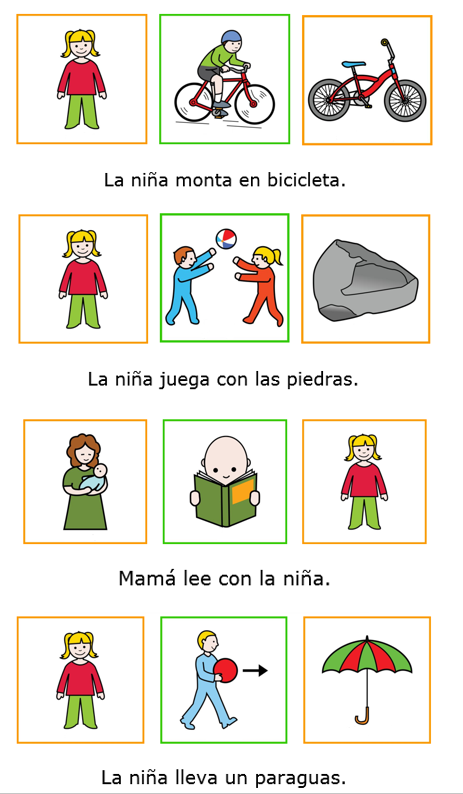 La niña monta en bicicleta.
La niña juega con las piedras.
Mamá lee con la niña.
La niña lleva un paraguas.